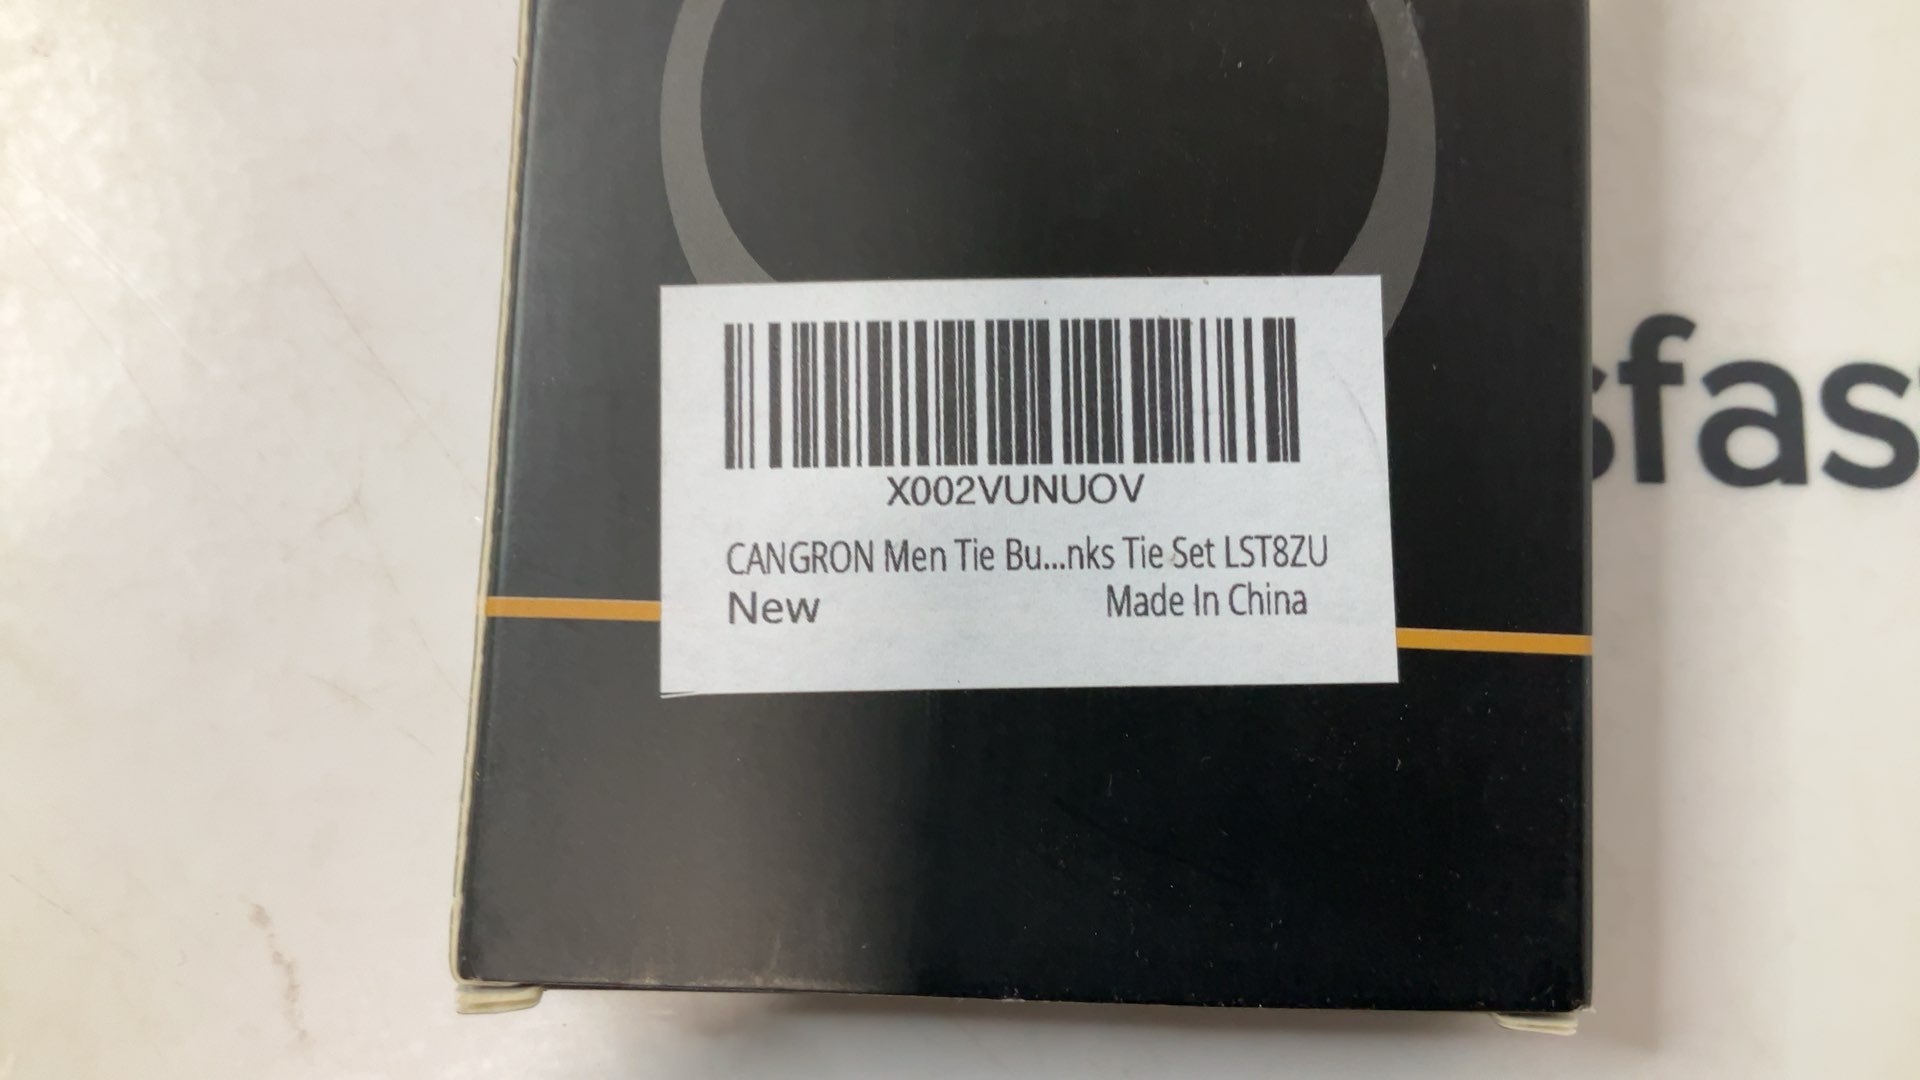 X002VUNUOV
CANGRON Men Tie Bu...nks Tie Set LST8ZU
New Made In China
sfas